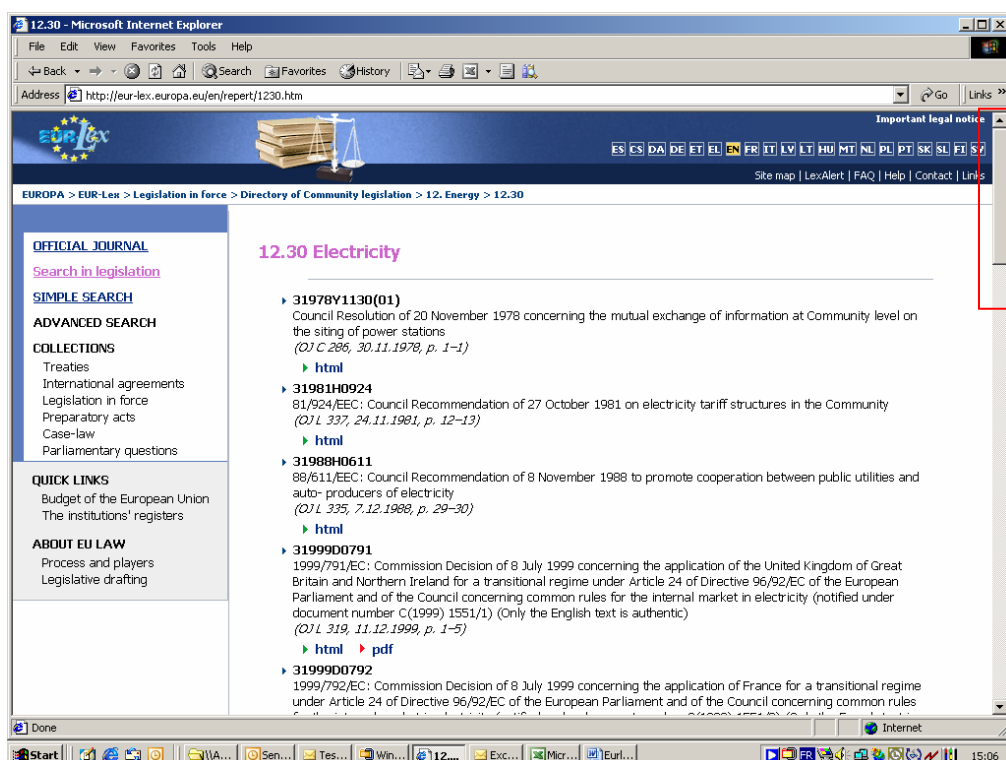 12.30 - Microsoft Internet Explorer
File Edit View Favorites Tools Help
Back Search Favorites History
Address http://eur-lex.europa.eu/en/repert/1230.htm Go Links »
Important legal notice
EUR Lex
ES CS DA DE ET EL EN FR IT LV LT HU MT NL PL PT SK SL FI SV
Site map | LexAlert | FAQ | Help | Contact | Links
EUROPA > EUR-Lex > Legislation in force > Directory of Community legislation > 12. Energy > 12.30
OFFICIAL JOURNAL
Search in legislation
SIMPLE SEARCH
ADVANCED SEARCH
COLLECTIONS
Treaties
International agreements
Legislation in force
Preparatory acts
Case-law
Parliamentary questions
QUICK LINKS
Budget of the European Union
The institutions' registers
ABOUT EU LAW
Process and players
Legislative drafting
12.30 Electricity
31978Y1130(01)
Council Resolution of 20 November 1978 concerning the mutual exchange of information at Community level on
the siting of power stations
(OJ C 286, 30.11.1978, p. 1–1)
html
31981H0924
81/924/EEC: Council Recommendation of 27 October 1981 on electricity tariff structures in the Community
(OJ L 337, 24.11.1981, p. 12–13)
html
31988H0611
88/611/EEC: Council Recommendation of 8 November 1988 to promote cooperation between public utilities and
auto- producers of electricity
(OJ L 335, 7.12.1988, p. 29–30)
html
31999D0791
1999/791/EC: Commission Decision of 8 July 1999 concerning the application of the United Kingdom of Great
Britain and Northern Ireland for a transitional regime under Article 24 of Directive 96/92/EC of the European
Parliament and of the Council concerning common rules for the internal market in electricity (notified under
document number C(1999) 1551/1) (Only the English text is authentic)
(OJ L 319, 11.12.1999, p. 1–5)
html pdf
31999D0792
1999/792/EC: Commission Decision of 8 July 1999 concerning the application of France for a transitional regime
under Article 24 of Directive 96/92/EC of the European Parliament and of the Council concerning common rules
Done Internet
Start \\A... Sen... Tes... Win... 12.... Exc... Micr... Eurl... FR 15:06